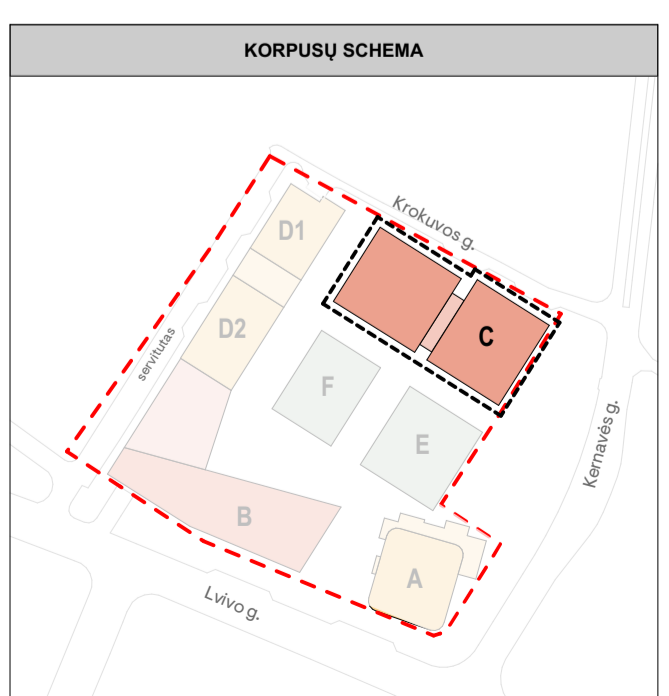 KORPUSŲ SCHEMA
Krokuvos g.
D1
C
D2
servitutas
F
E
Kernavės g.
B
A
Lvivo g.